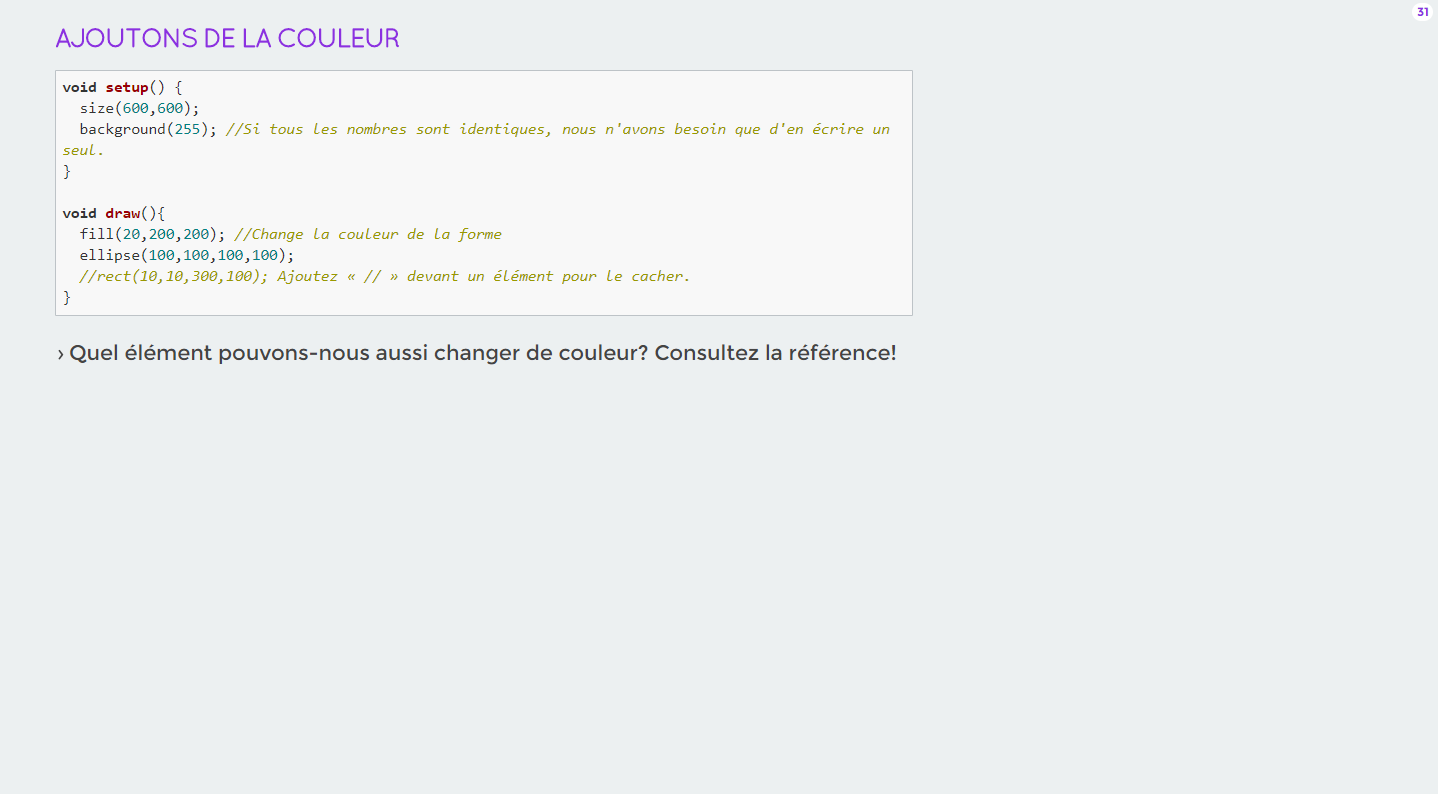 31
AJOUTONS DE LA COULEUR
void setup() {
  size(600,600);
  background(255); //Si tous les nombres sont identiques, nous n'avons besoin que d'en écrire un
seul.
}
void draw(){
  fill(20,200,200); //Change la couleur de la forme
  ellipse(100,100,100,100);
  //rect(10,10,300,100); Ajoutez « // » devant un élément pour le cacher.
}
› Quel élément pouvons-nous aussi changer de couleur? Consultez la référence!